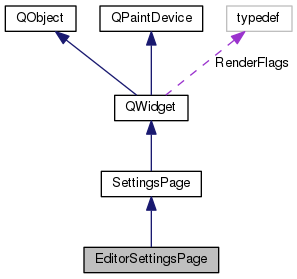 QObject
QPaintDevice
typedef
RenderFlags
QWidget
SettingsPage
EditorSettingsPage